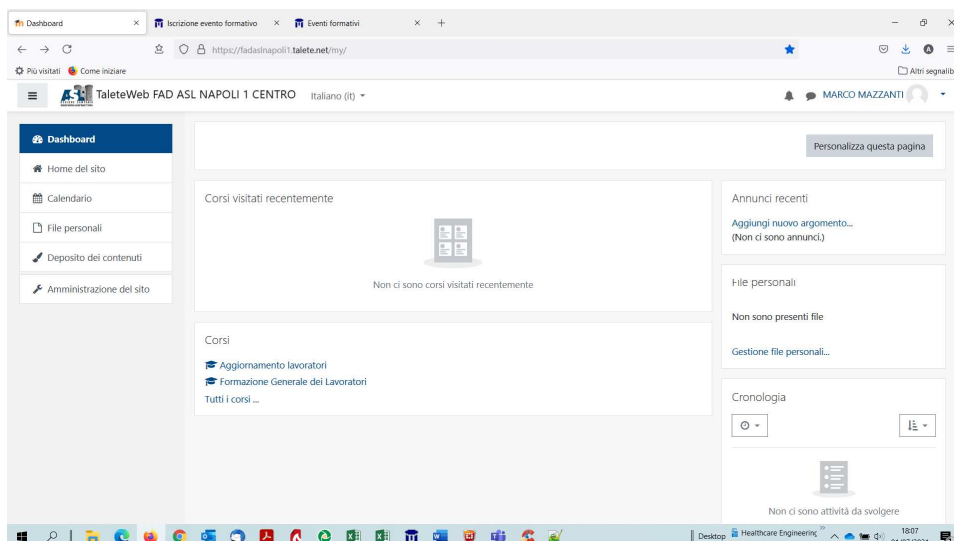 Dashboard
Iscrizione evento formativo
Eventi formativi
https://fadaslnapoli1.talete.net/my/
Più visitati
Come iniziare
Altri segnalib
TaleteWeb FAD ASL NAPOLI 1 CENTRO
Italiano (it)
MARCO MAZZANTI
Dashboard
Home del sito
Calendario
File personali
Deposito dei contenuti
Amministrazione del sito
Personalizza questa pagina
Corsi visitati recentemente
Non ci sono corsi visitati recentemente
Corsi
Aggiornamento lavoratori
Formazione Generale dei Lavoratori
Tutti i corsi ...
Annunci recenti
Aggiungi nuovo argomento...
(Non ci sono annunci.)
File personali
Non sono presenti file
Gestione file personali...
Cronologia
Non ci sono attività da svolgere
Desktop
Healthcare Engineering
18:07